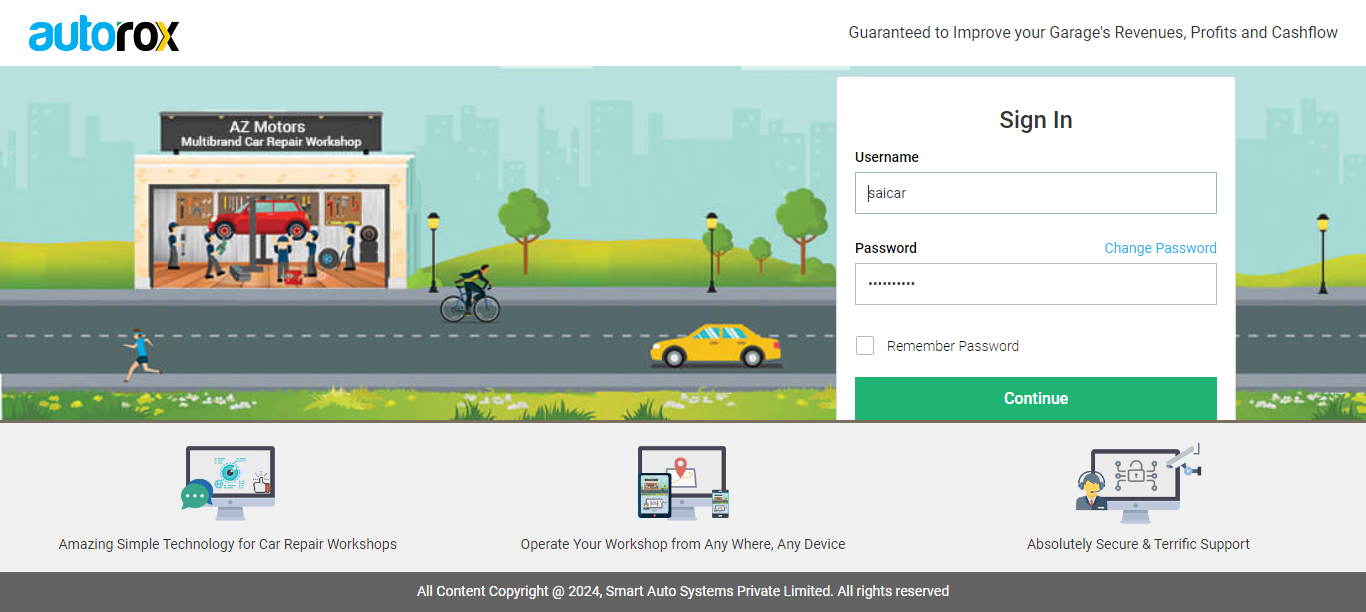 autorox
Guaranteed to Improve your Garage's Revenues, Profits and Cashflow
AZ Motors
Multibrand Car Repair Workshop
Sign In
Username
saicar
Password
Change Password
••••••••••
Remember Password
Continue
Amazing Simple Technology for Car Repair Workshops
Operate Your Workshop from Any Where, Any Device
Absolutely Secure & Terrific Support
All Content Copyright @ 2024, Smart Auto Systems Private Limited. All rights reserved